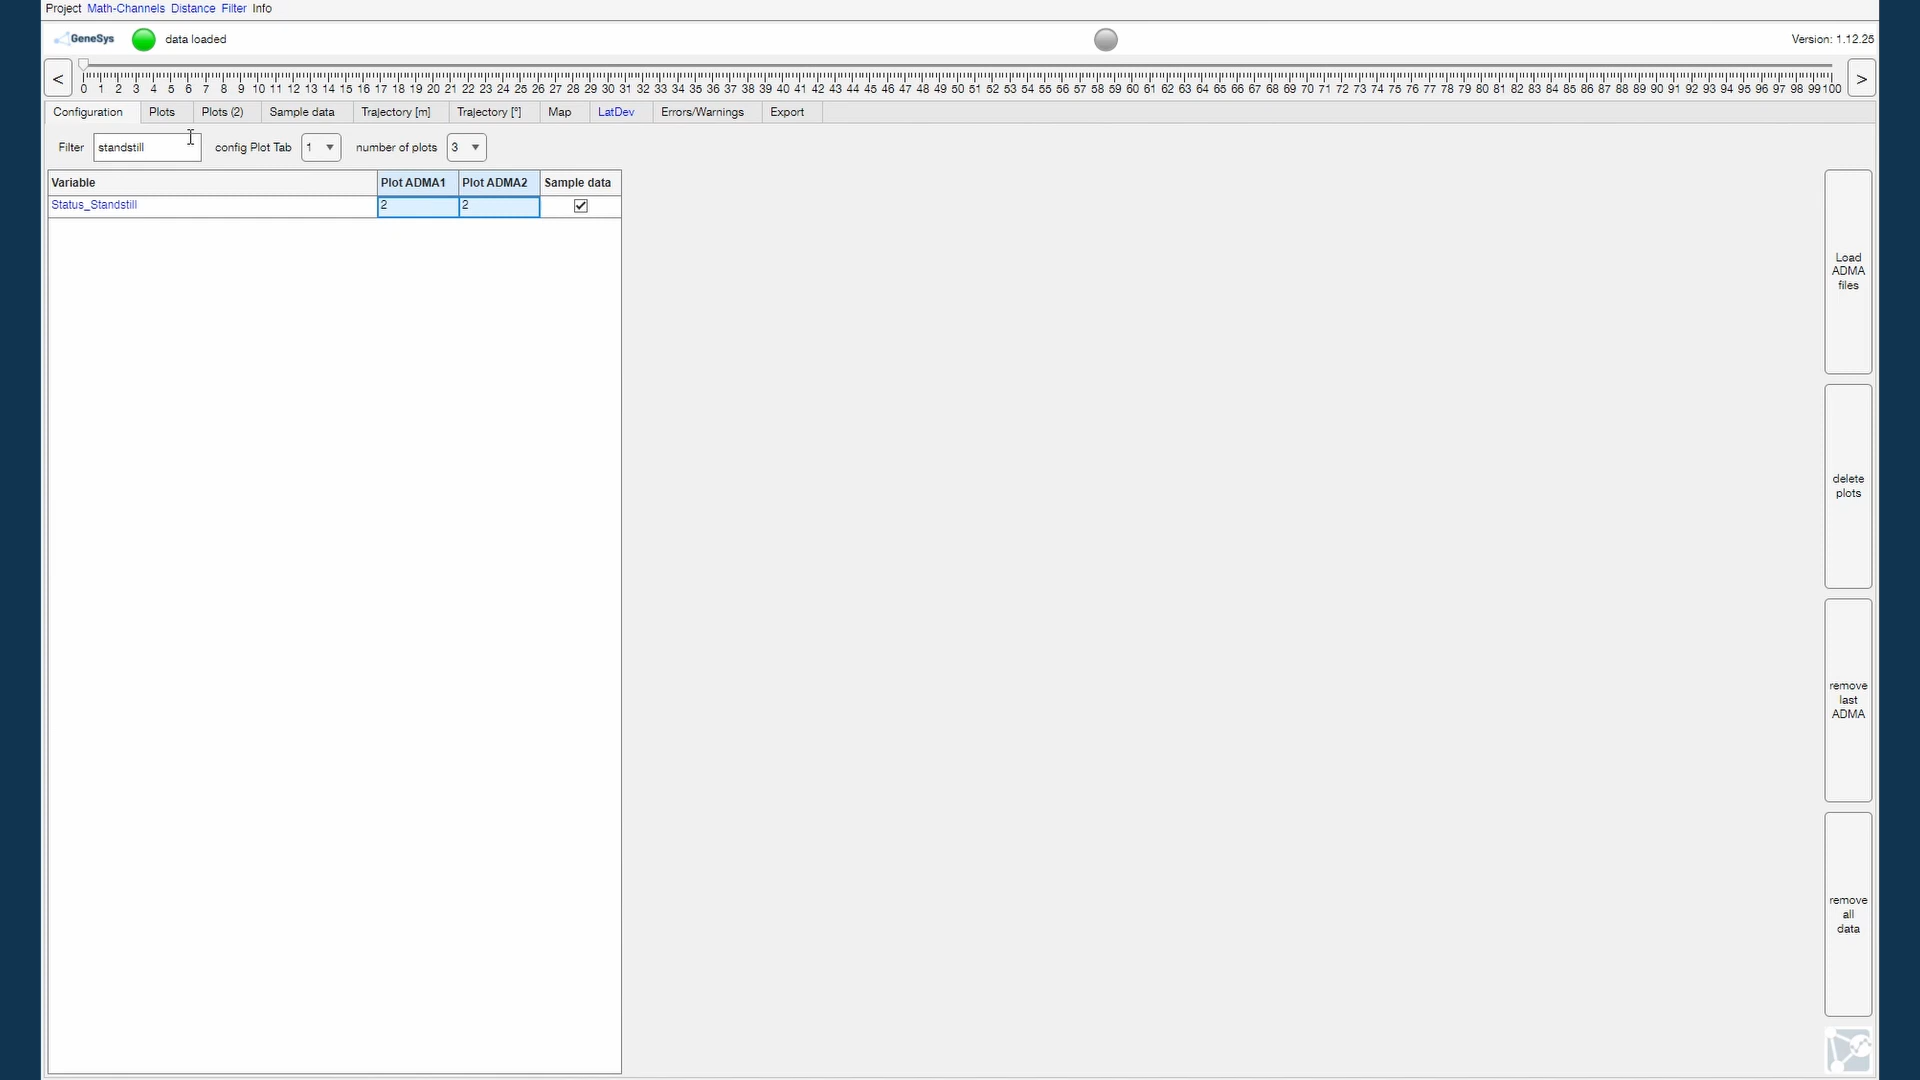 Project Math-Channels Distance Filter Info
GeneSys data loaded Version: 1.12.25
< 0 1 2 3 4 5 6 7 8 9 10 11 12 13 14 15 16 17 18 19 20 21 22 23 24 25 26 27 28 29 30 31 32 33 34 35 36 37 38 39 40 41 42 43 44 45 46 47 48 49 50 51 52 53 54 55 56 57 58 59 60 61 62 63 64 65 66 67 68 69 70 71 72 73 74 75 76 77 78 79 80 81 82 83 84 85 86 87 88 89 90 91 92 93 94 95 96 97 98 99 100 >
Configuration Plots Plots (2) Sample data Trajectory [m] Trajectory [°] Map LatDev Errors/Warnings Export
Filter standstill config Plot Tab 1 number of plots 3
Variable Plot ADMA1 Plot ADMA2 Sample data
Status_Standstill 2 2
Load
ADMA
files
delete
plots
remove
last
ADMA
remove
all
data